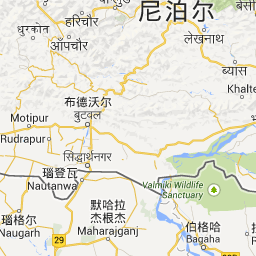 हरिचौर
尼泊尔
धुरकोट
औपचौर
लेखनाथ
ब्यास
Khalte
布德沃尔
बुटवल
Motipur
Rudrapur
सिद्धार्थनगर
瑙登瓦
Nautanwa
Valmiki Wildlife
Sanctuary
默哈拉
杰根杰
Maharajganj
瑙格尔
Naugarh
29
伯格哈
Bagaha